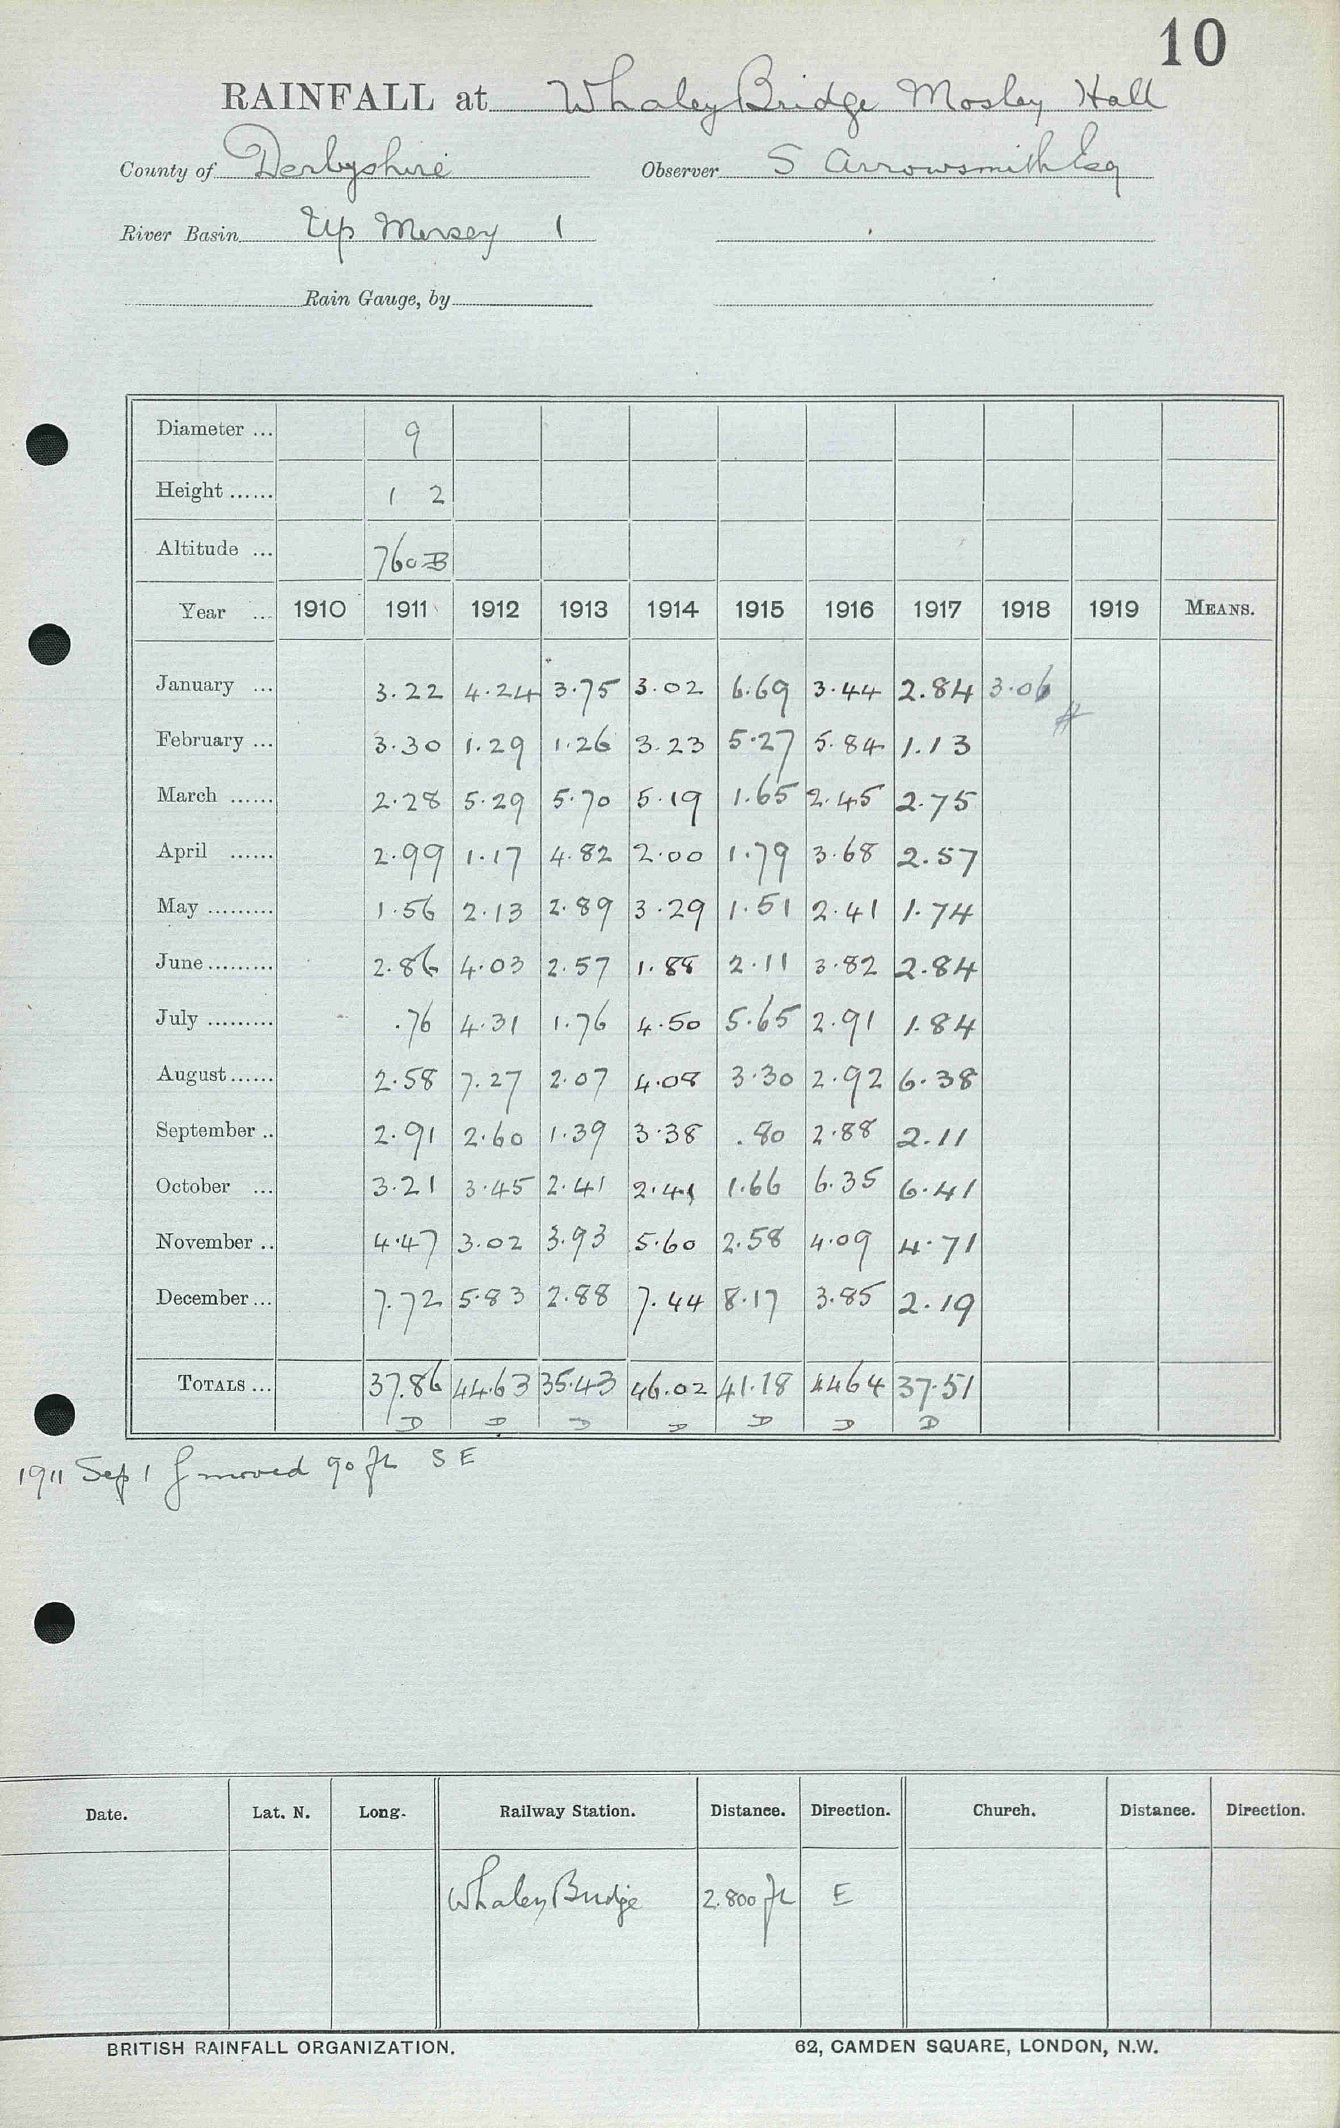 10
RAINFALL at Whaley Bridge Mosley Hall
County of Derbyshire Observer S Arrowsmith Esq
River Basin Up Mersey 1
Rain Gauge, by
Diameter ... 9
Height ...... 1 2
Altitude ... 760 B
Year ... 1910 1911 1912 1913 1914 1915 1916 1917 1918 1919 MEANS.
January ... 3.22 4.24 3.75 3.02 6.69 3.44 2.84 3.06
February ... 3.30 1.29 1.26 3.23 5.27 5.84 1.13
March ...... 2.28 5.29 5.70 5.19 1.65 2.45 2.75
April ...... 2.99 1.17 4.82 2.00 1.79 3.68 2.57
May ......... 1.56 2.13 2.89 3.29 1.51 2.41 1.74
June ......... 2.86 4.03 2.57 1.88 2.11 3.82 2.84
July ......... .76 4.31 1.76 4.50 5.65 2.91 1.84
August ...... 2.58 7.27 2.07 4.08 3.30 2.92 6.38
September .. 2.91 2.60 1.39 3.38 .80 2.88 2.11
October ... 3.21 3.45 2.41 2.41 1.66 6.35 6.41
November .. 4.47 3.02 3.93 5.60 2.58 4.09 4.71
December ... 7.72 5.83 2.88 7.44 8.17 3.85 2.19
TOTALS ... 37.86 44.63 35.43 46.02 41.18 4464 37.51
D D D D D D D
1911 Sep 1 G moved 90 ft S E
Date. Lat. N. Long. Railway Station. Distance. Direction. Church. Distance. Direction.
Whaley Bridge 2.800 ft E
BRITISH RAINFALL ORGANIZATION. 62, CAMDEN SQUARE, LONDON, N.W.